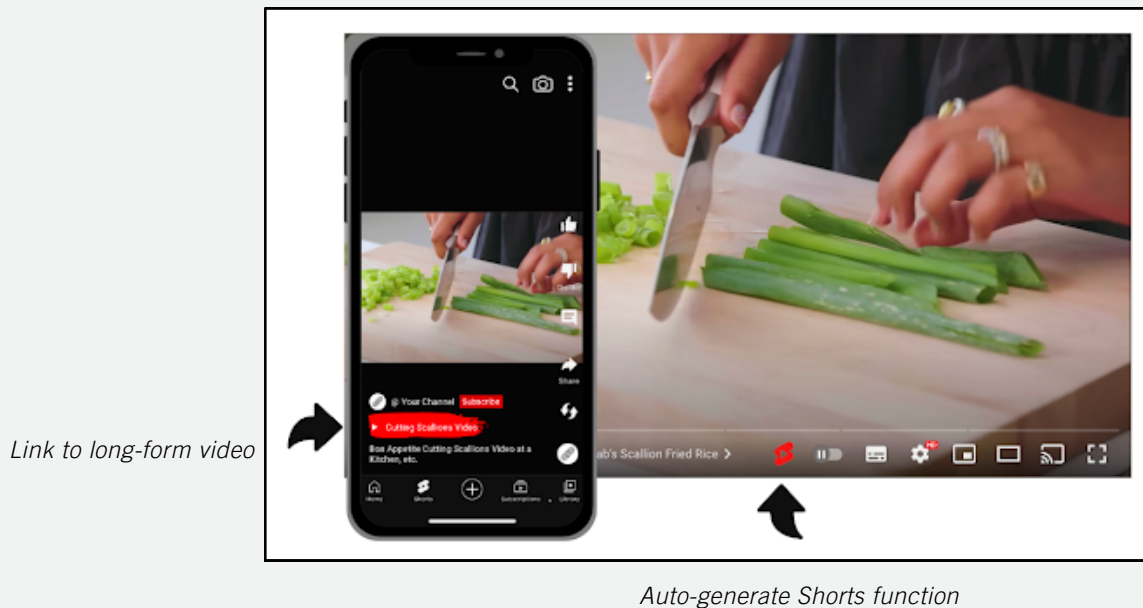 Link to long-form video
@ Your Channel Subscribe
Cutting Scallions Video
Bon Appetite Cutting Scallions Video at a
Kitchen, etc.
Share
Home Shorts Subscriptions Library
ab's Scallion Fried Rice
HD
Auto-generate Shorts function